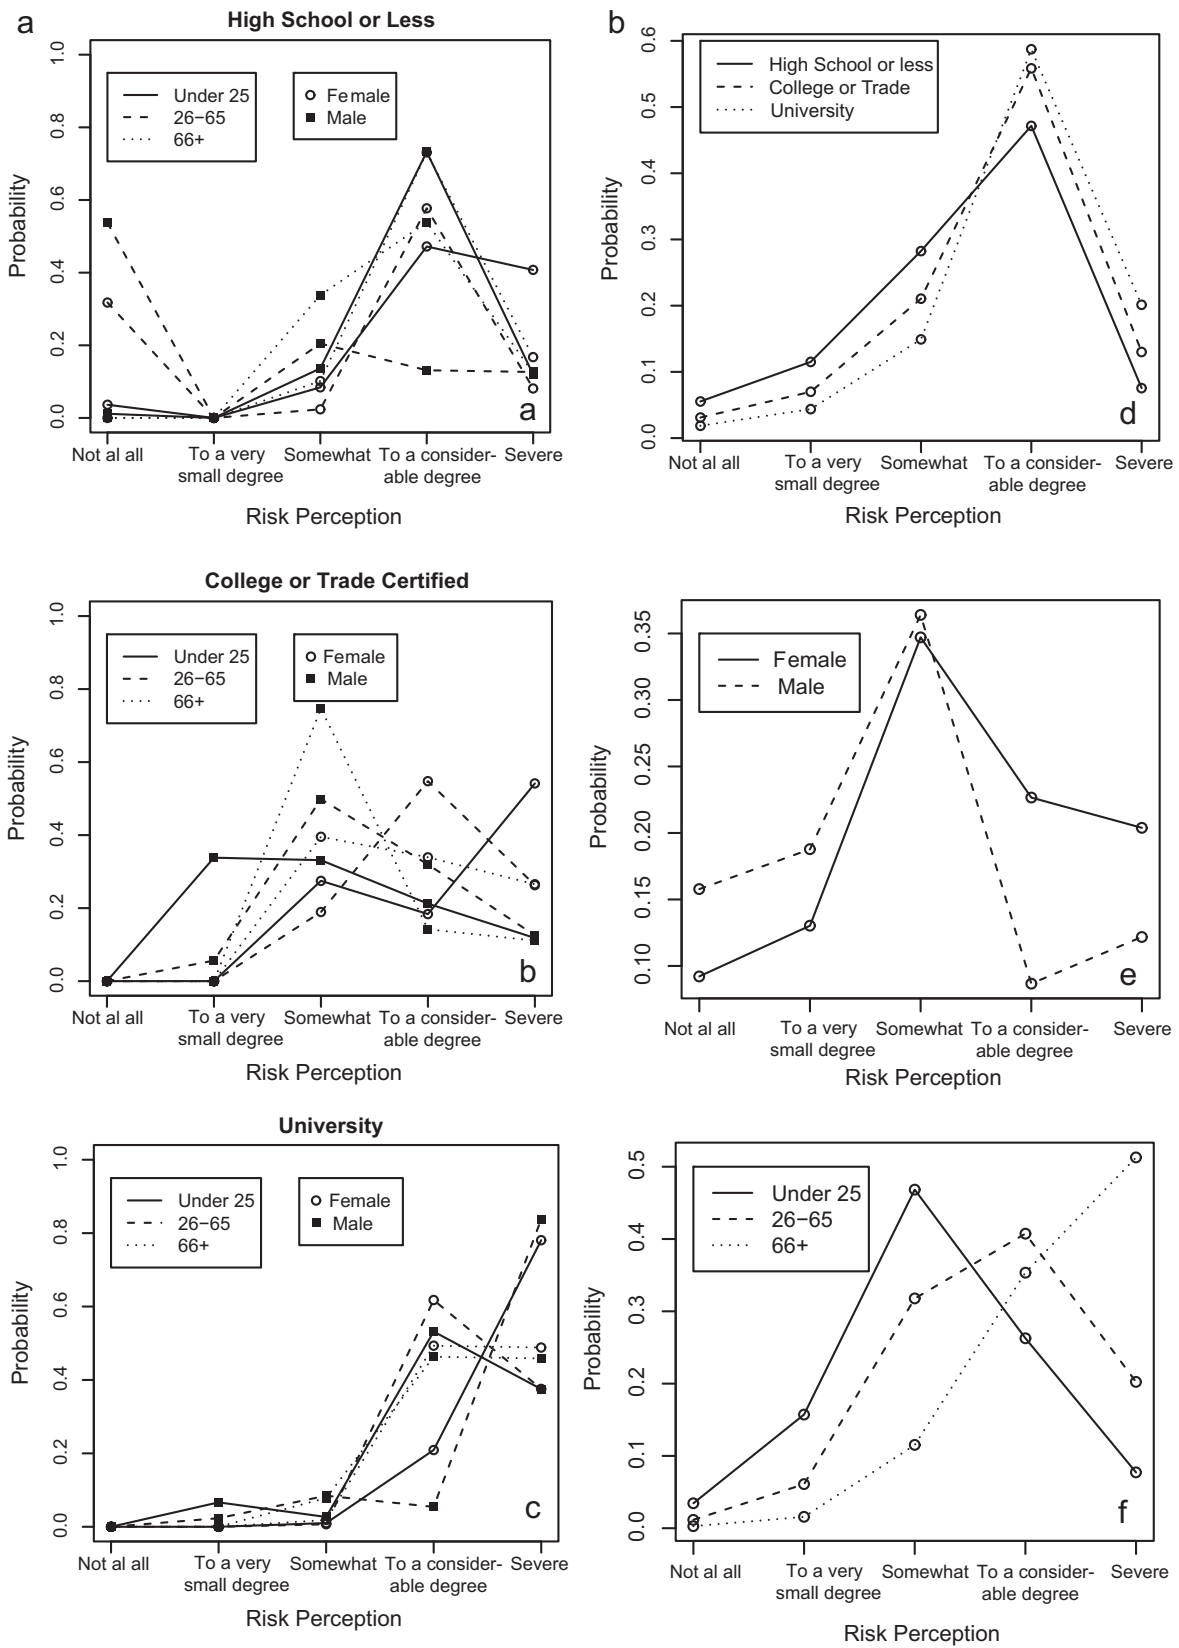 a
High School or Less
Under 25
26−65
66+
Female
Male
1.0
0.8
0.6
0.4
0.2
0.0
Probability
a
Not al all
To a very
small degree
Somewhat
To a consider-
able degree
Severe
Risk Perception
b
High School or less
College or Trade
University
0.6
0.5
0.4
0.3
0.2
0.1
0.0
Probability
d
Not al all
To a very
small degree
Somewhat
To a consider-
able degree
Severe
Risk Perception
College or Trade Certified
Under 25
26−65
66+
Female
Male
1.0
0.8
0.6
0.4
0.2
0.0
Probability
b
Not al all
To a very
small degree
Somewhat
To a consider-
able degree
Severe
Risk Perception
Female
Male
0.35
0.30
0.25
0.20
0.15
0.10
Probability
e
Not al all
To a very
small degree
Somewhat
To a consider-
able degree
Severe
Risk Perception
University
Under 25
26−65
66+
Female
Male
1.0
0.8
0.6
0.4
0.2
0.0
Probability
c
Not al all
To a very
small degree
Somewhat
To a consider-
able degree
Severe
Risk Perception
Under 25
26−65
66+
0.5
0.4
0.3
0.2
0.1
0.0
Probability
f
Not al all
To a very
small degree
Somewhat
To a consider-
able degree
Severe
Risk Perception